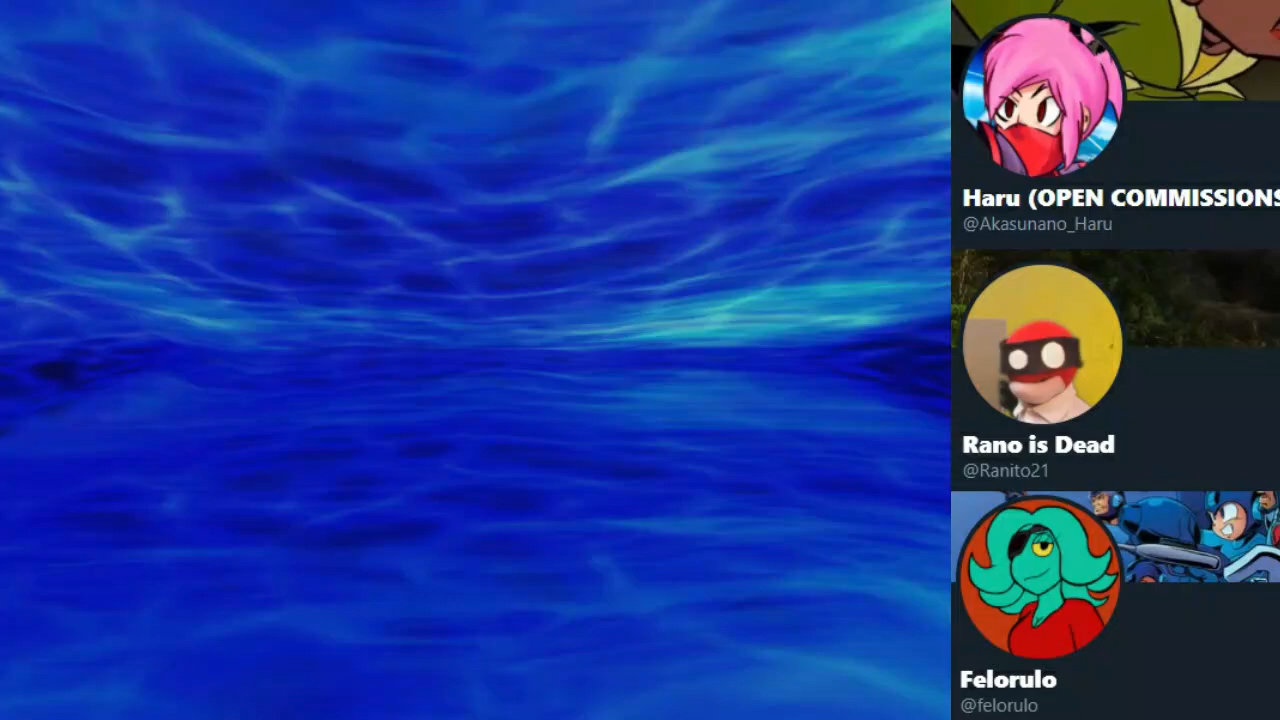 Haru (OPEN COMMISSIONS
@Akasunano_Haru
Rano is Dead
@Ranito21
Felorulo
@felorulo